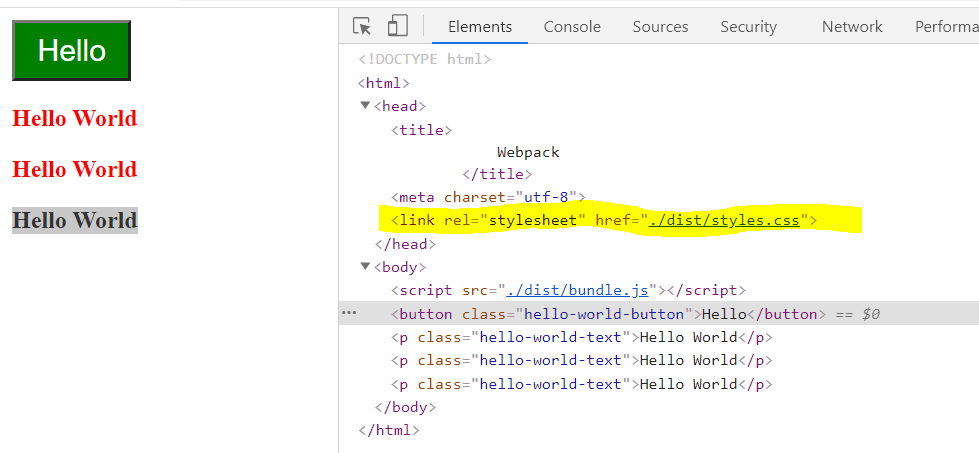 Hello
Hello World
Hello World
Hello World
Elements Console Sources Security Network Performa
<!DOCTYPE html>
<html>
<head>
<title>
Webpack
</title>
<meta charset="utf-8">
<link rel="stylesheet" href="./dist/styles.css">
</head>
<body>
<script src="./dist/bundle.js"></script>
<button class="hello-world-button">Hello</button> == $0
<p class="hello-world-text">Hello World</p>
<p class="hello-world-text">Hello World</p>
<p class="hello-world-text">Hello World</p>
</body>
</html>